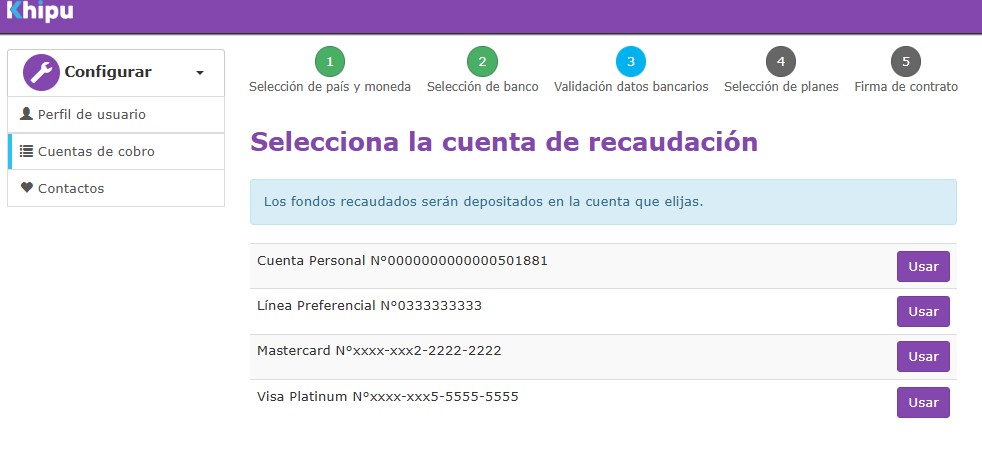 khipu
Configurar
Perfil de usuario
Cuentas de cobro
Contactos
1 2 3 4 5
Selección de país y moneda Selección de banco Validación datos bancarios Selección de planes Firma de contrato
Selecciona la cuenta de recaudación
Los fondos recaudados serán depositados en la cuenta que elijas.
Cuenta Personal N°0000000000000501881 Usar
Línea Preferencial N°0333333333 Usar
Mastercard N°xxxx-xxx2-2222-2222 Usar
Visa Platinum N°xxxx-xxx5-5555-5555 Usar